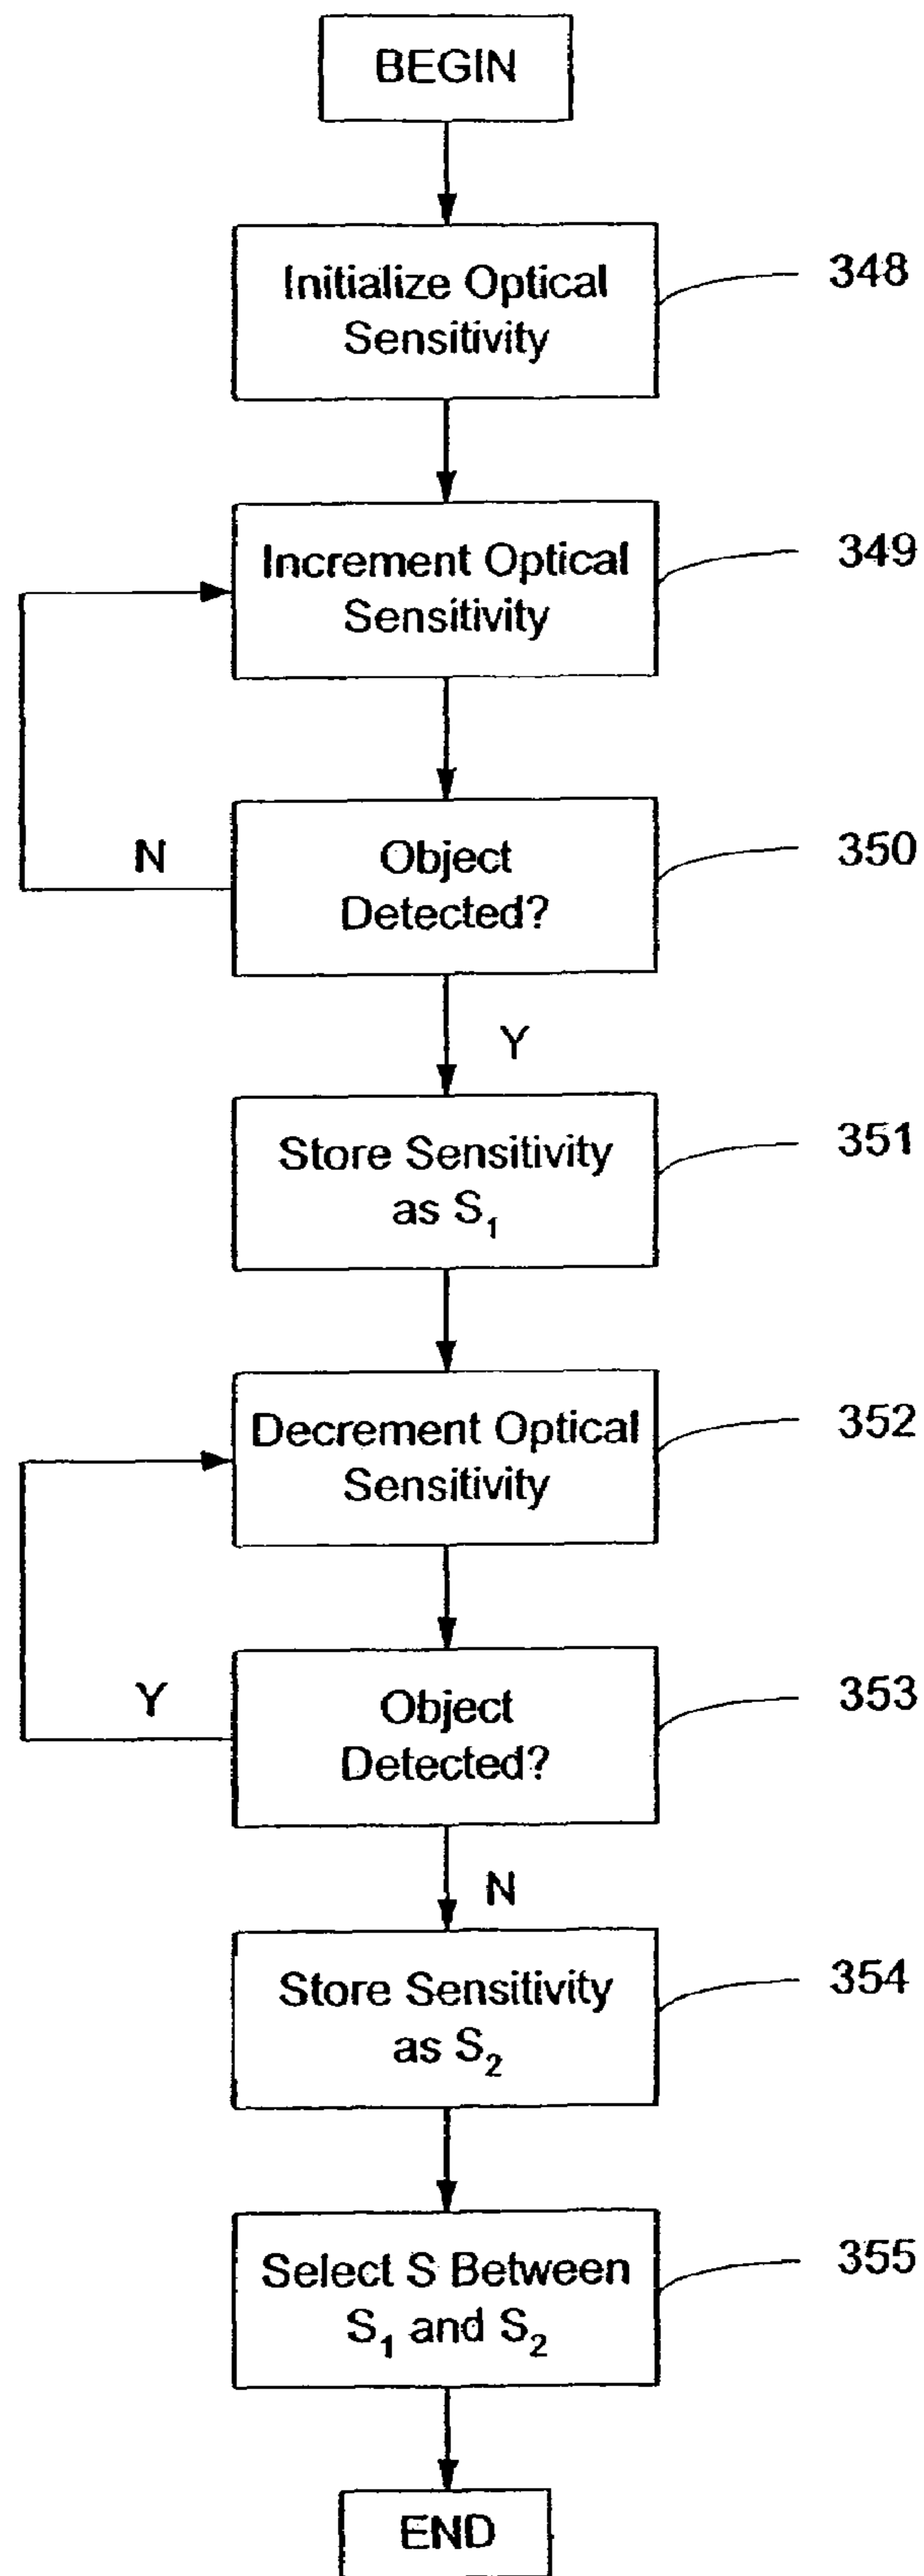 BEGIN
Initialize Optical
Sensitivity
348
Increment Optical
Sensitivity
349
Object
Detected?
350
N
Y
Store Sensitivity
as S₁
351
Decrement Optical
Sensitivity
352
Object
Detected?
353
Y
N
Store Sensitivity
as S₂
354
Select S Between
S₁ and S₂
355
END